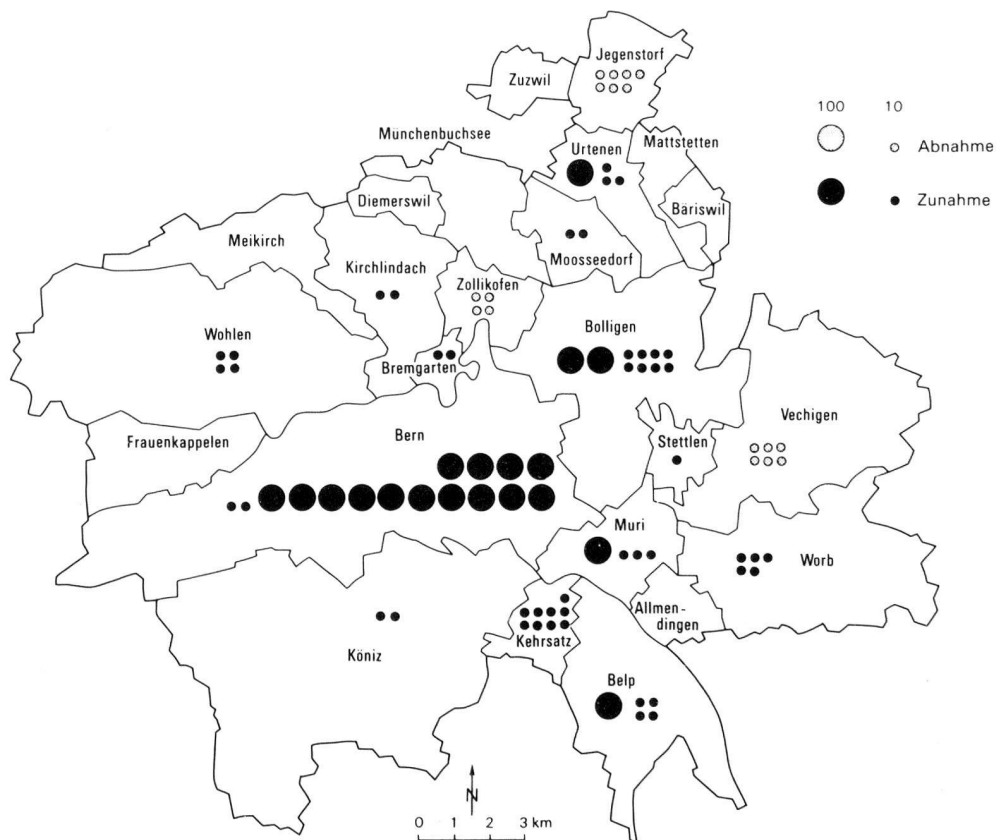 Jegenstorf
Zuzwil
100 10
Münchenbuchsee
Urtenen
Mattstetten
Abnahme
Diemerswil
Bäriswil
Zunahme
Meikirch
Moosseedorf
Kirchlindach
Zollikofen
Wohlen
Bolligen
Bremgarten
Vechigen
Frauenkappelen
Bern
Stettlen
Muri
Worb
Allmen-
dingen
Kehrsatz
Köniz
Belp
N
0 1 2 3 km